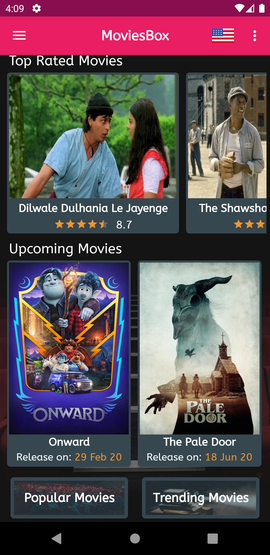 4:09
MoviesBox
Top Rated Movies
Dilwale Dulhania Le Jayenge
8.7
The Shawsha
Upcoming Movies
ONWARD
THE
PALE
DOOR
Onward
Release on: 29 Feb 20
The Pale Door
Release on: 18 Jun 20
Popular Movies
Trending Movies